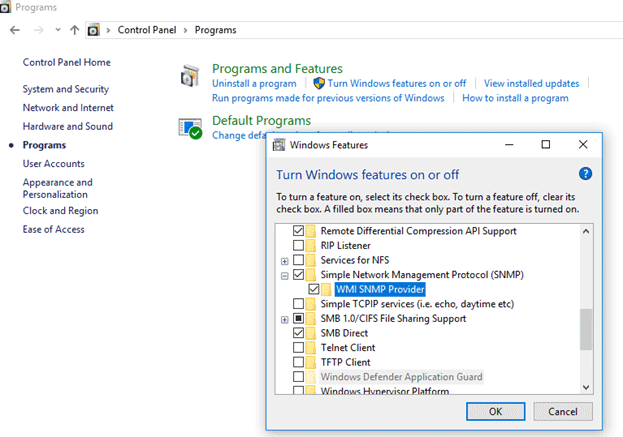 Programs
Control Panel > Programs
Control Panel Home
System and Security
Network and Internet
Hardware and Sound
Programs
User Accounts
Appearance and
Personalization
Clock and Region
Ease of Access
Programs and Features
Uninstall a program
Turn Windows features on or off
View installed updates
Run programs made for previous versions of Windows
How to install a program
Default Programs
Windows Features
Turn Windows features on or off
To turn a feature on, select its check box. To turn a feature off, clear its
check box. A filled box means that only part of the feature is turned on.
Remote Differential Compression API Support
RIP Listener
Services for NFS
Simple Network Management Protocol (SNMP)
WMI SNMP Provider
Simple TCPIP services (i.e. echo, daytime etc)
SMB 1.0/CIFS File Sharing Support
SMB Direct
Telnet Client
TFTP Client
Windows Defender Application Guard
Windows Hypervisor Platform
OK
Cancel